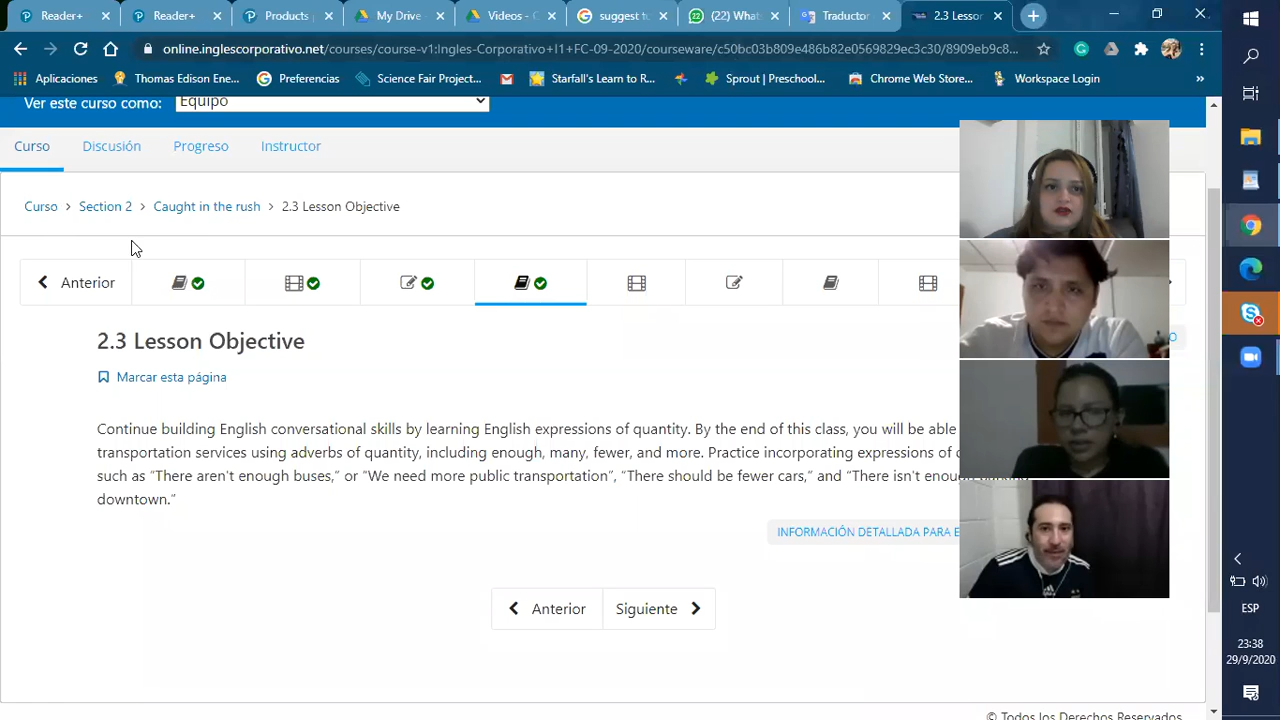 Reader+
Reader+
Products
My Drive -
Videos - G
suggest to
(22) What
Traductor
2.3 Lesson
online.inglescorporativo.net/courses/course-v1:Ingles-Corporativo+I1+FC-09-2020/courseware/c50bc03b809e486b82e0569829ec3c30/8909eb9c8...
Aplicaciones
Thomas Edison Ene...
Preferencias
Science Fair Project...
Starfall's Learn to R...
Sprout | Preschool...
Chrome Web Store...
Workspace Login
»
Ver este curso como:
Equipo
Curso
Discusión
Progreso
Instructor
Curso > Section 2 > Caught in the rush > 2.3 Lesson Objective
Anterior
2.3 Lesson Objective
Marcar esta página
Continue building English conversational skills by learning English expressions of quantity. By the end of this class, you will be able
transportation services using adverbs of quantity, including enough, many, fewer, and more. Practice incorporating expressions of
such as “There aren't enough buses,” or “We need more public transportation”, “There should be fewer cars,” and “There isn't enough
downtown.”
INFORMACIÓN DETALLADA PARA E
Anterior
Siguiente
© Todos los Derechos Reservados
ESP
23:38
29/9/2020